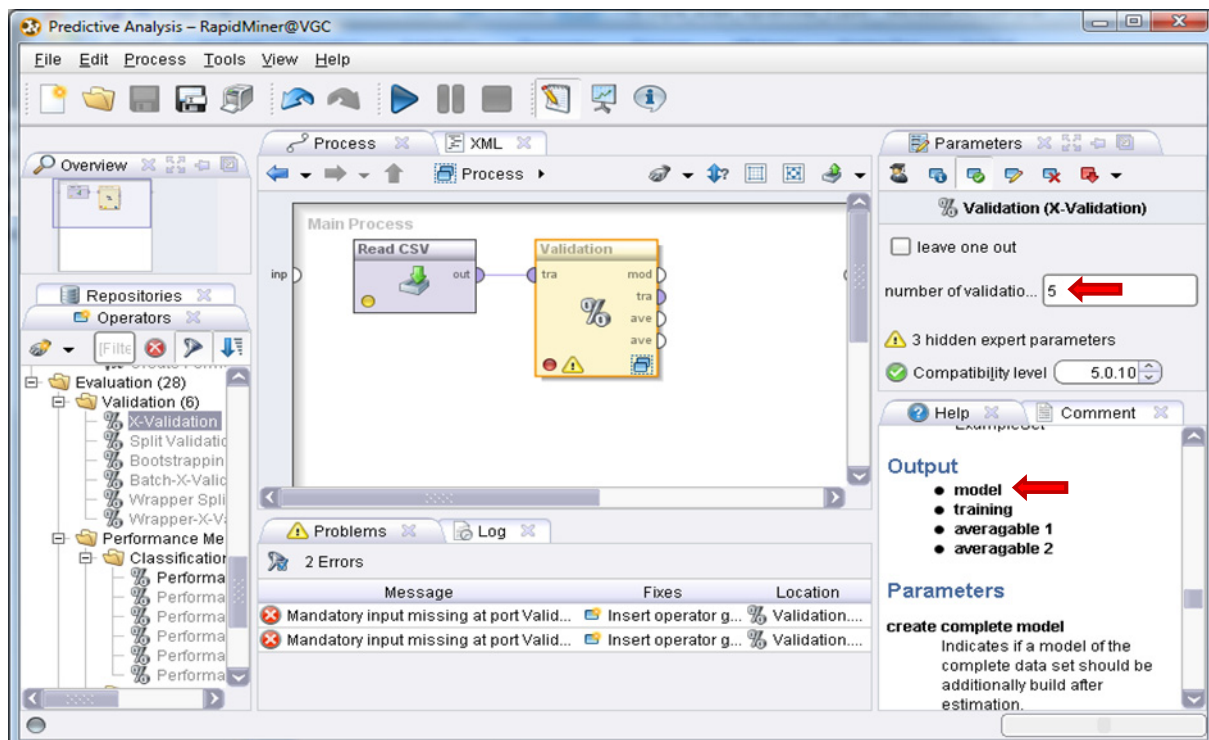 Predictive Analysis – RapidMiner@VGC
File Edit Process Tools View Help
Overview
Repositories
Operators
[Filte
Evaluation (28)
Validation (6)
X-Validation
Split Validatio
Bootstrappin
Batch-X-Valic
Wrapper Spli
Wrapper-X-V
Performance Me
Classification
Performa
Performa
Performa
Performa
Performa
Performa
Process XML
Process
Main Process
Read CSV
inp
out
Validation
tra
mod
tra
ave
ave
Problems Log
2 Errors
Message Fixes Location
Mandatory input missing at port Valid... Insert operator g... Validation....
Mandatory input missing at port Valid... Insert operator g... Validation....
Parameters
Validation (X-Validation)
leave one out
number of validatio... 5
3 hidden expert parameters
Compatibility level 5.0.10
Help Comment
ExampleSet
Output
model
training
averagable 1
averagable 2
Parameters
create complete model
Indicates if a model of the
complete data set should be
additionally build after
estimation.